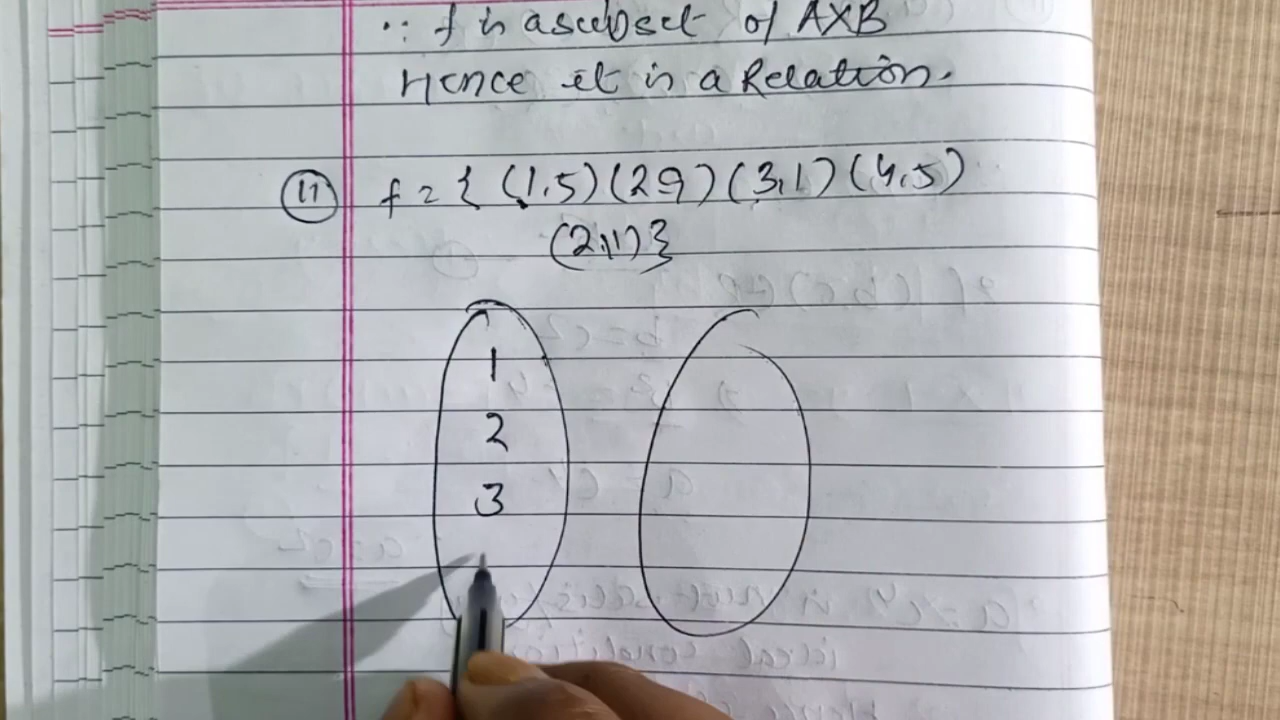 ∵ f is a subset of AXB
Hence it is a Relation.
(ii) f = { (1,5) (2,9) (3,1) (4,5)
(2,11) }
1
2
3